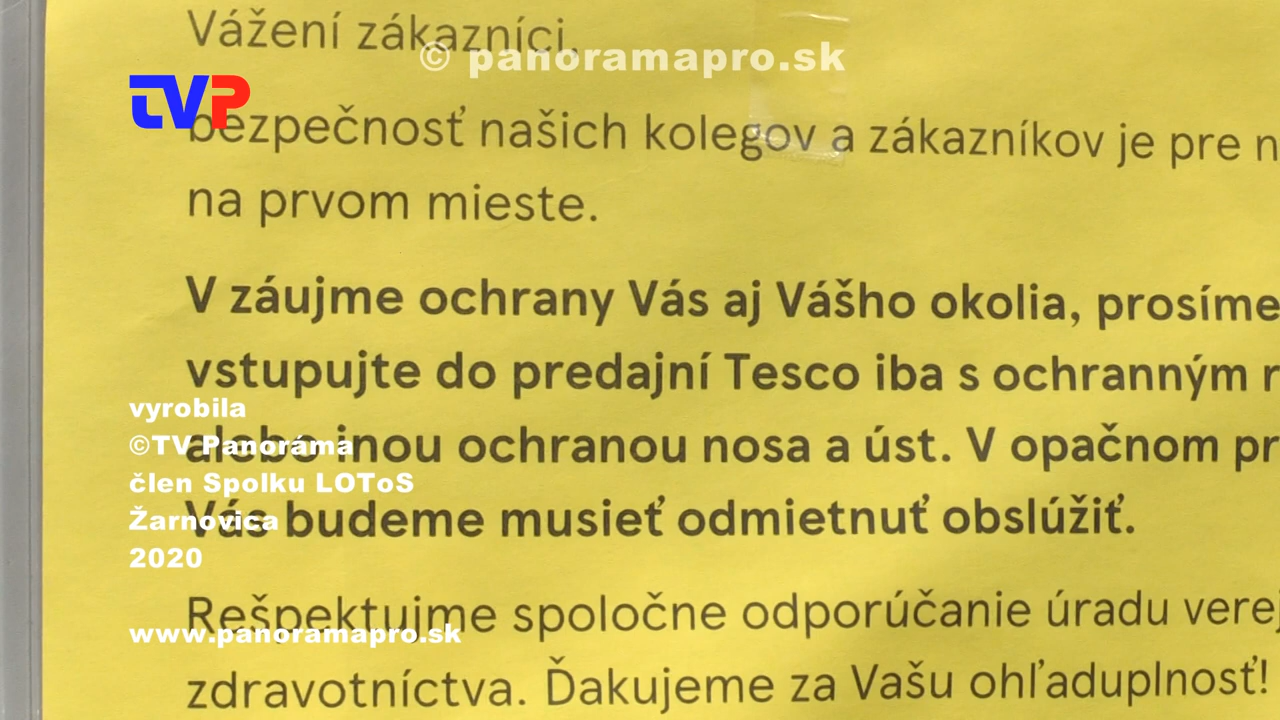 Vážení zákazníci,
© panoramapro.sk
TVP
bezpečnosť našich kolegov a zákazníkov je pre n
na prvom mieste.
V záujme ochrany Vás aj Vášho okolia, prosíme
vstupujte do predajní Tesco iba s ochranným r
vyrobila
©TV Panoráma
alebo inou ochranou nosa a úst. V opačnom pr
člen Spolku LOToS
Žarnovica
Vás budeme musieť odmietnuť obslúžiť.
2020
Rešpektujme spoločne odporúčanie úradu verej
www.panoramapro.sk
zdravotníctva. Ďakujeme za Vašu ohľaduplnosť!